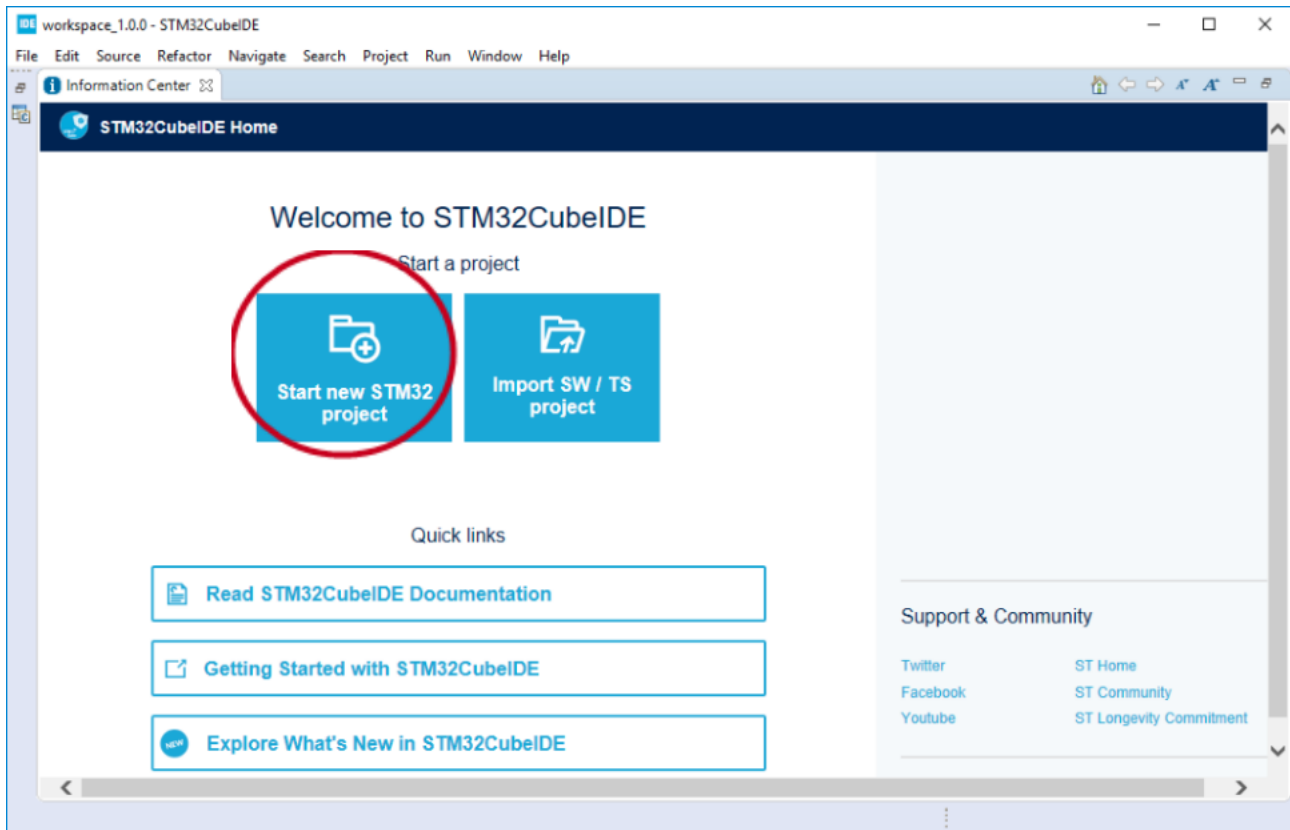 IDE workspace_1.0.0 - STM32CubeIDE
File Edit Source Refactor Navigate Search Project Run Window Help
Information Center
STM32CubeIDE Home
Welcome to STM32CubeIDE
Start a project
Start new STM32
project
Import SW / TS
project
Quick links
Read STM32CubeIDE Documentation
Getting Started with STM32CubeIDE
NEW Explore What's New in STM32CubeIDE
Support & Community
Twitter ST Home
Facebook ST Community
Youtube ST Longevity Commitment